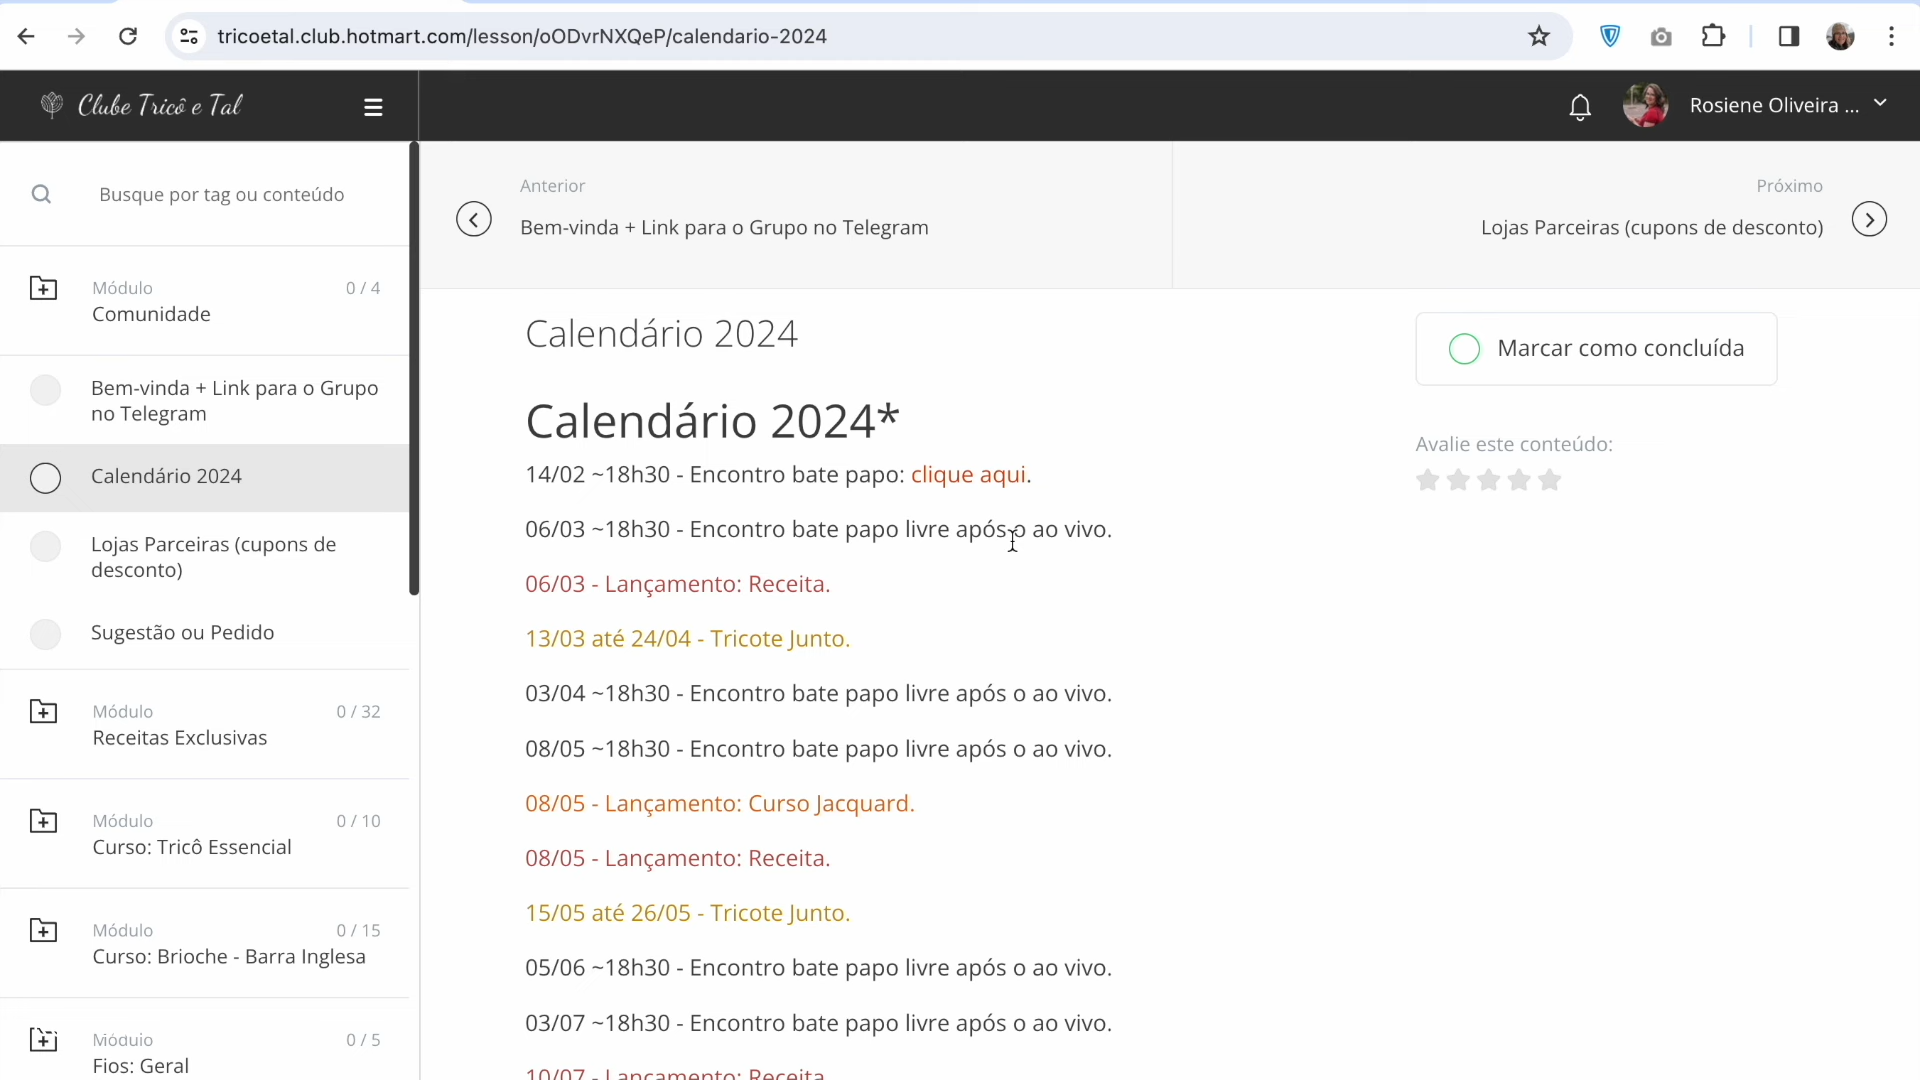 tricoetal.club.hotmart.com/lesson/oODvrNXQeP/calendario-2024
Clube Tricô e Tal
Rosiene Oliveira ...
Busque por tag ou conteúdo
Anterior
Bem-vinda + Link para o Grupo no Telegram
Próximo
Lojas Parceiras (cupons de desconto)
Módulo 0 / 4
Comunidade
Bem-vinda + Link para o Grupo
no Telegram
Calendário 2024
Lojas Parceiras (cupons de
desconto)
Sugestão ou Pedido
Módulo 0 / 32
Receitas Exclusivas
Módulo 0 / 10
Curso: Tricô Essencial
Módulo 0 / 15
Curso: Brioche - Barra Inglesa
Módulo 0 / 5
Fios: Geral
Calendário 2024
Calendário 2024*
14/02 ~18h30 - Encontro bate papo: clique aqui.
06/03 ~18h30 - Encontro bate papo livre após o ao vivo.
06/03 - Lançamento: Receita.
13/03 até 24/04 - Tricote Junto.
03/04 ~18h30 - Encontro bate papo livre após o ao vivo.
08/05 ~18h30 - Encontro bate papo livre após o ao vivo.
08/05 - Lançamento: Curso Jacquard.
08/05 - Lançamento: Receita.
15/05 até 26/05 - Tricote Junto.
05/06 ~18h30 - Encontro bate papo livre após o ao vivo.
03/07 ~18h30 - Encontro bate papo livre após o ao vivo.
10/07 - Lançamento: Receita.
Marcar como concluída
Avalie este conteúdo: